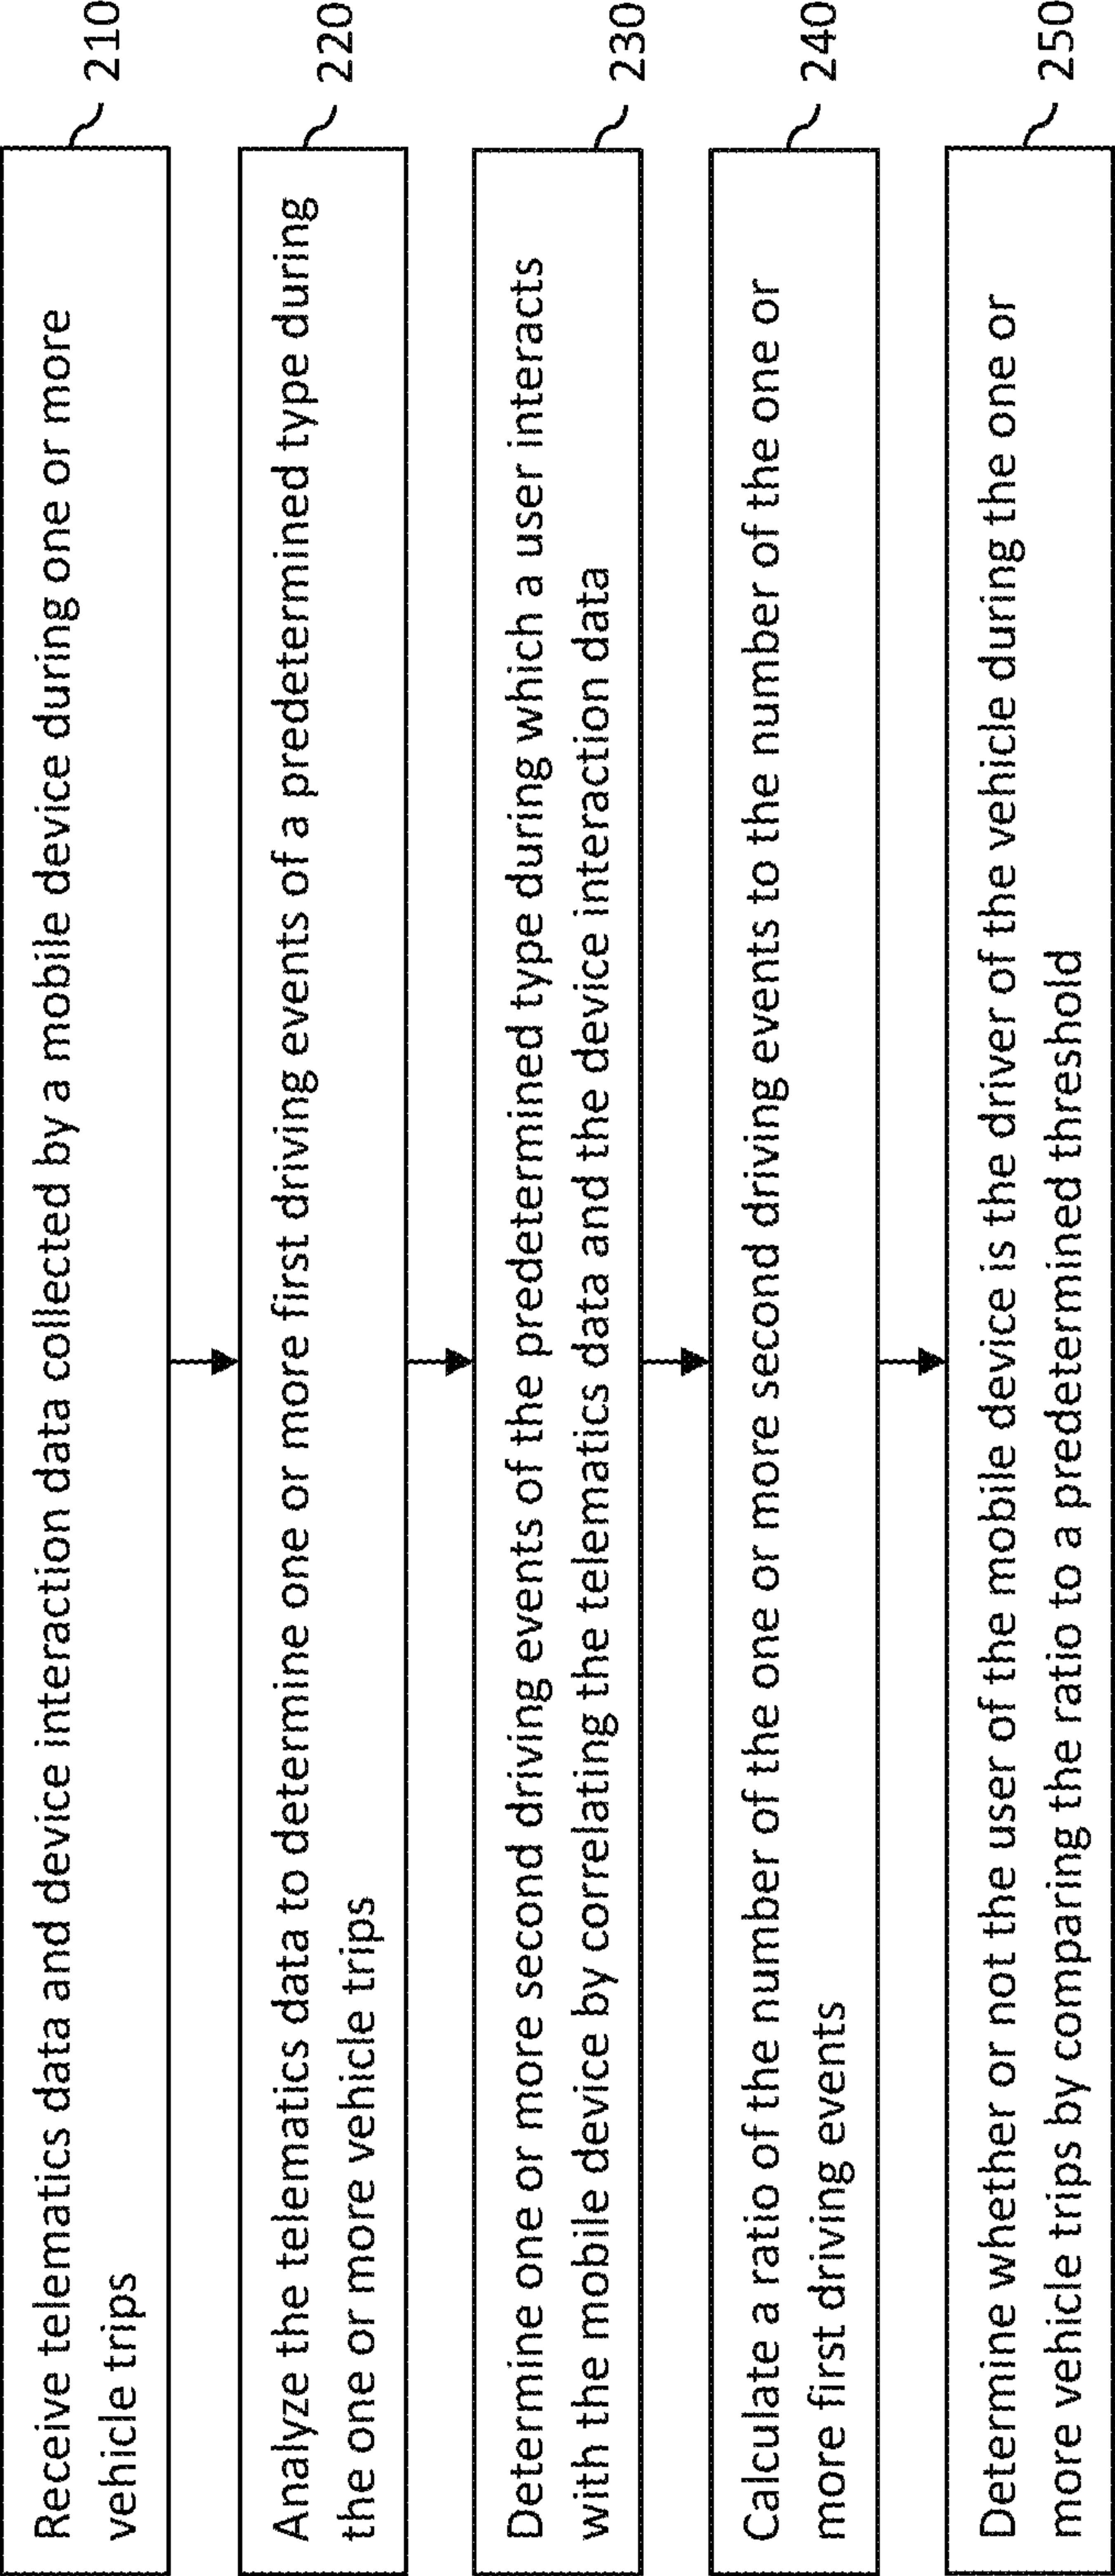 Receive telematics data and device interaction data collected by a mobile device during one or more
vehicle trips
210
Analyze the telematics data to determine one or more first driving events of a predetermined type during
the one or more vehicle trips
220
Determine one or more second driving events of the predetermined type during which a user interacts
with the mobile device by correlating the telematics data and the device interaction data
230
Calculate a ratio of the number of the one or more second driving events to the number of the one or
more first driving events
240
Determine whether or not the user of the mobile device is the driver of the vehicle during the one or
more vehicle trips by comparing the ratio to a predetermined threshold
250